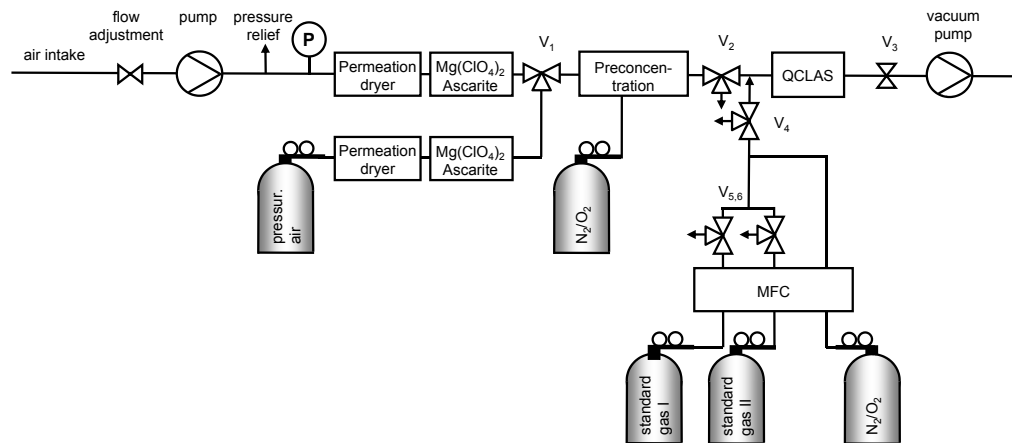 air intake
flow
adjustment
pump
pressure
relief
P
Permeation
dryer
Mg(ClO₄)₂
Ascarite
V₁
Preconcen-
tration
V₂
QCLAS
V₃
vacuum
pump
V₄
pressur.
air
Permeation
dryer
Mg(ClO₄)₂
Ascarite
N₂/O₂
V₅,₆
MFC
standard
gas I
standard
gas II
N₂/O₂